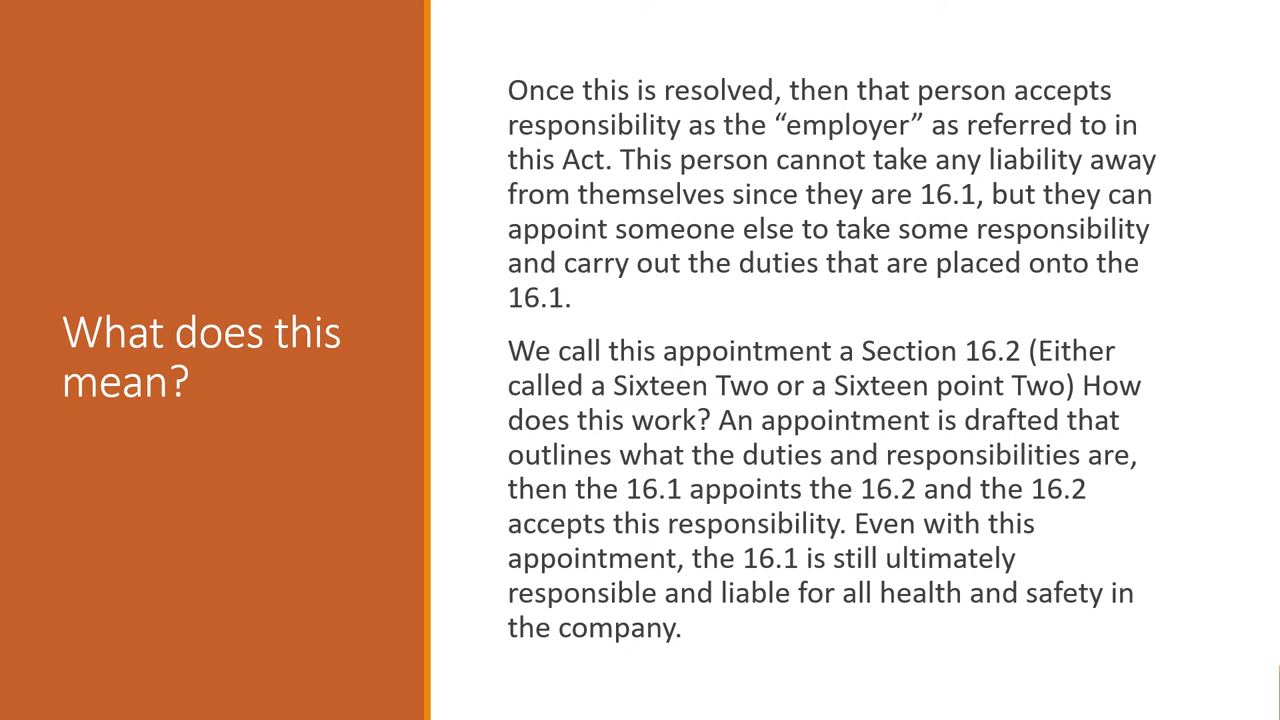 What does this
mean?
Once this is resolved, then that person accepts
responsibility as the “employer” as referred to in
this Act. This person cannot take any liability away
from themselves since they are 16.1, but they can
appoint someone else to take some responsibility
and carry out the duties that are placed onto the
16.1.
We call this appointment a Section 16.2 (Either
called a Sixteen Two or a Sixteen point Two) How
does this work? An appointment is drafted that
outlines what the duties and responsibilities are,
then the 16.1 appoints the 16.2 and the 16.2
accepts this responsibility. Even with this
appointment, the 16.1 is still ultimately
responsible and liable for all health and safety in
the company.